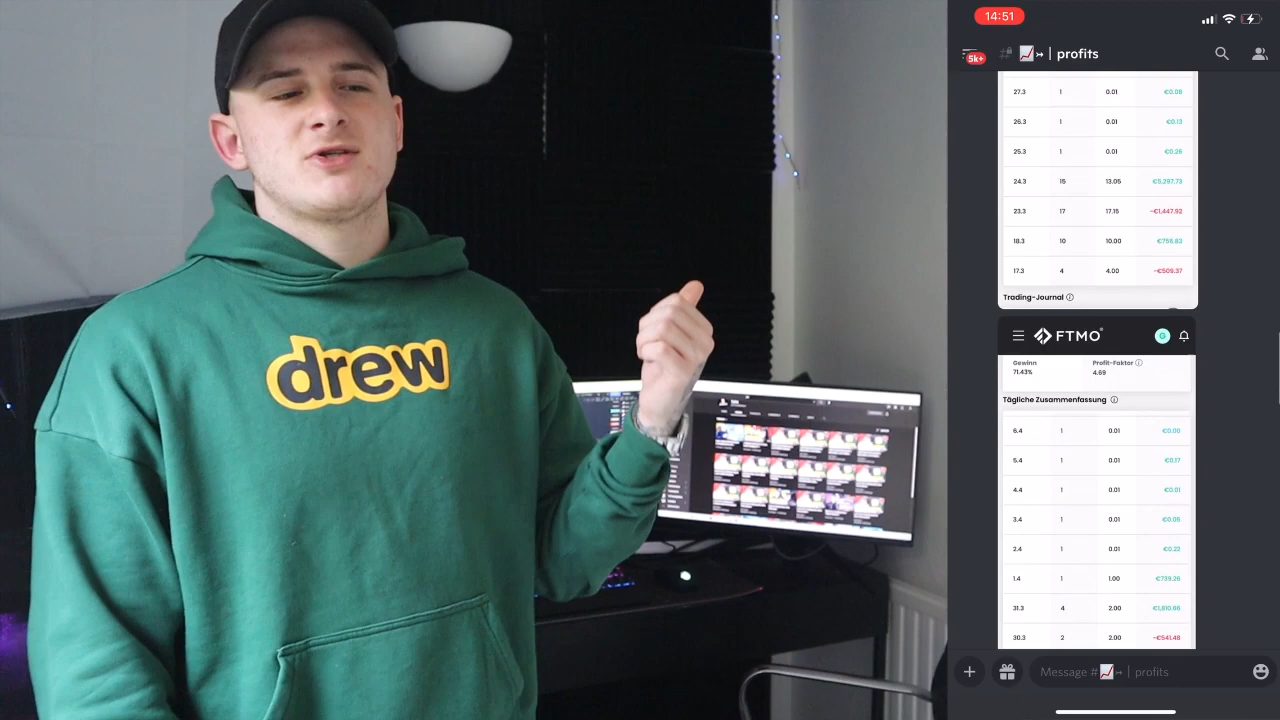 drew
14:51
5k+
# 📈↣ | profits
27.3 1 0.01 €0.08
26.3 1 0.01 €0.13
25.3 1 0.01 €0.26
24.3 15 13.05 €5,297.73
23.3 17 17.15 -€1,447.92
18.3 10 10.00 €756.83
17.3 4 4.00 -€509.37
Trading-Journal
FTMO
G
Gewinn Profit-Faktor
71.43% 4.69
Tägliche Zusammenfassung
6.4 1 0.01 €0.00
5.4 1 0.01 €0.17
4.4 1 0.01 €0.01
3.4 1 0.01 €0.05
2.4 1 0.01 €0.22
1.4 1 1.00 €739.26
31.3 4 2.00 €1,810.66
30.3 2 2.00 -€541.48
Message #📈↣ | profits